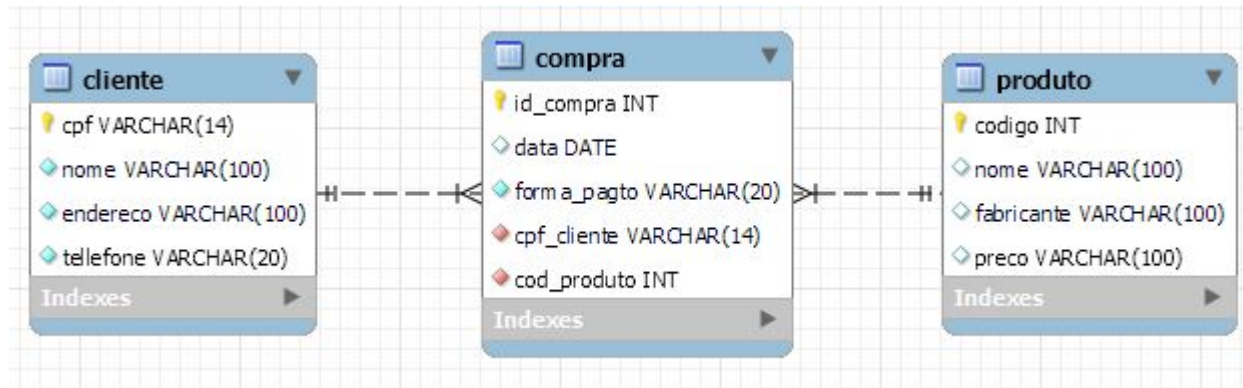 cliente
cpf VARCHAR(14)
nome VARCHAR(100)
endereco VARCHAR(100)
tellefone VARCHAR(20)
Indexes
compra
id_compra INT
data DATE
forma_pagto VARCHAR(20)
cpf_cliente VARCHAR(14)
cod_produto INT
Indexes
produto
codigo INT
nome VARCHAR(100)
fabricante VARCHAR(100)
preco VARCHAR(100)
Indexes